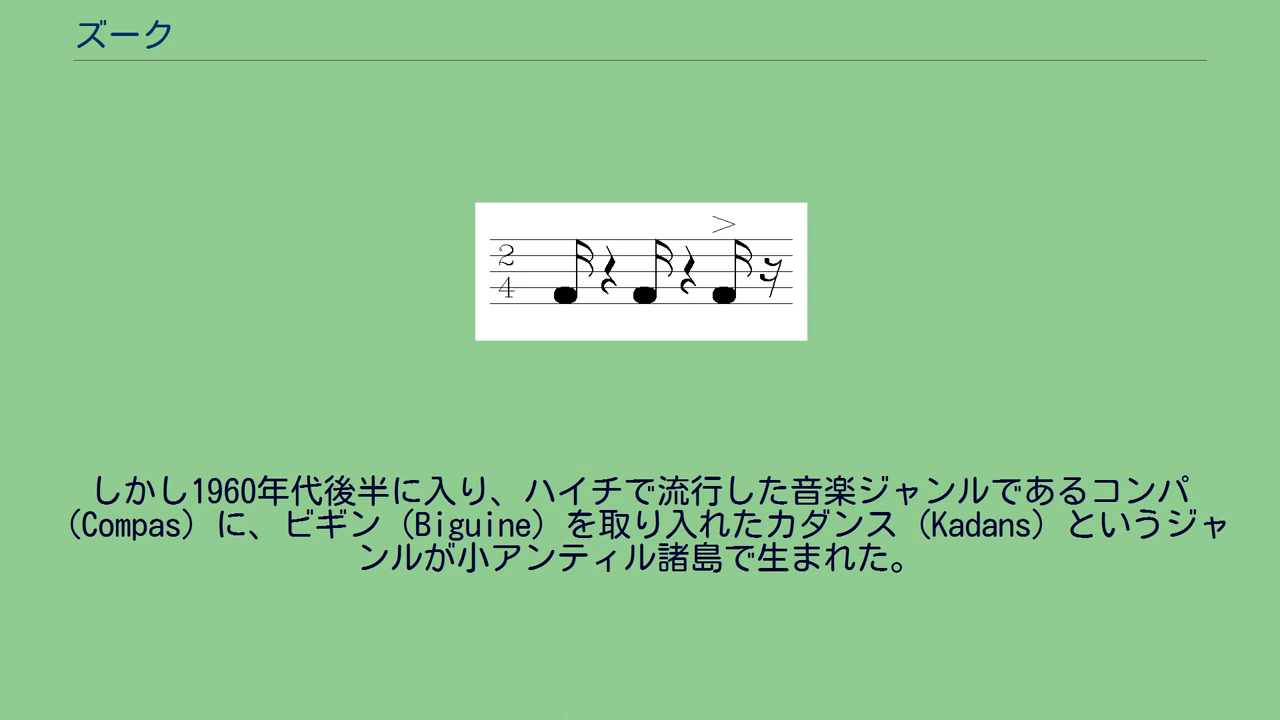 ズーク
>
2
4
しかし1960年代後半に入り、ハイチで流行した音楽ジャンルであるコンパ
（Compas）に、ビギン（Biguine）を取り入れたカダンス（Kadans）というジャ
ンルが小アンティル諸島で生まれた。